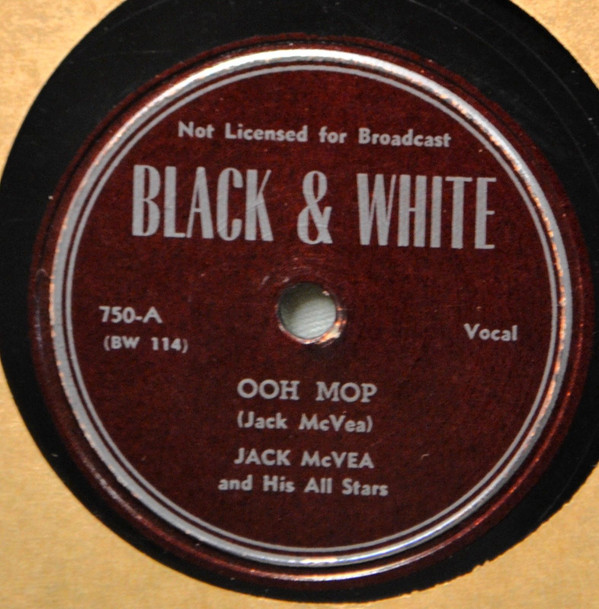 Not Licensed for Broadcast
BLACK & WHITE
750-A
(BW 114)
Vocal
OOH MOP
(Jack McVea)
JACK McVEA
and His All Stars